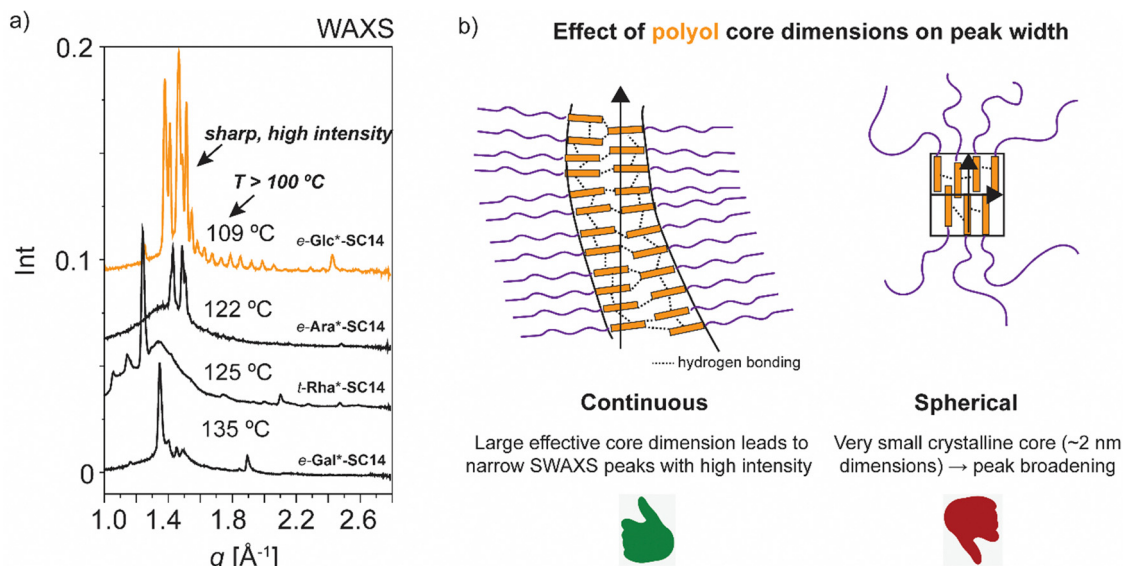 a)
WAXS
0.2
sharp, high intensity
T > 100 ºC
109 ºC
e-Glc*-SC14
0.1
Int
122 ºC
e-Ara*-SC14
125 ºC
t-Rha*-SC14
135 ºC
e-Gal*-SC14
0
1.0 1.4 1.8 2.2 2.6
q [Å-1]
b)
Effect of polyol core dimensions on peak width
hydrogen bonding
Continuous
Large effective core dimension leads to
narrow SWAXS peaks with high intensity
Spherical
Very small crystalline core (~2 nm
dimensions) → peak broadening